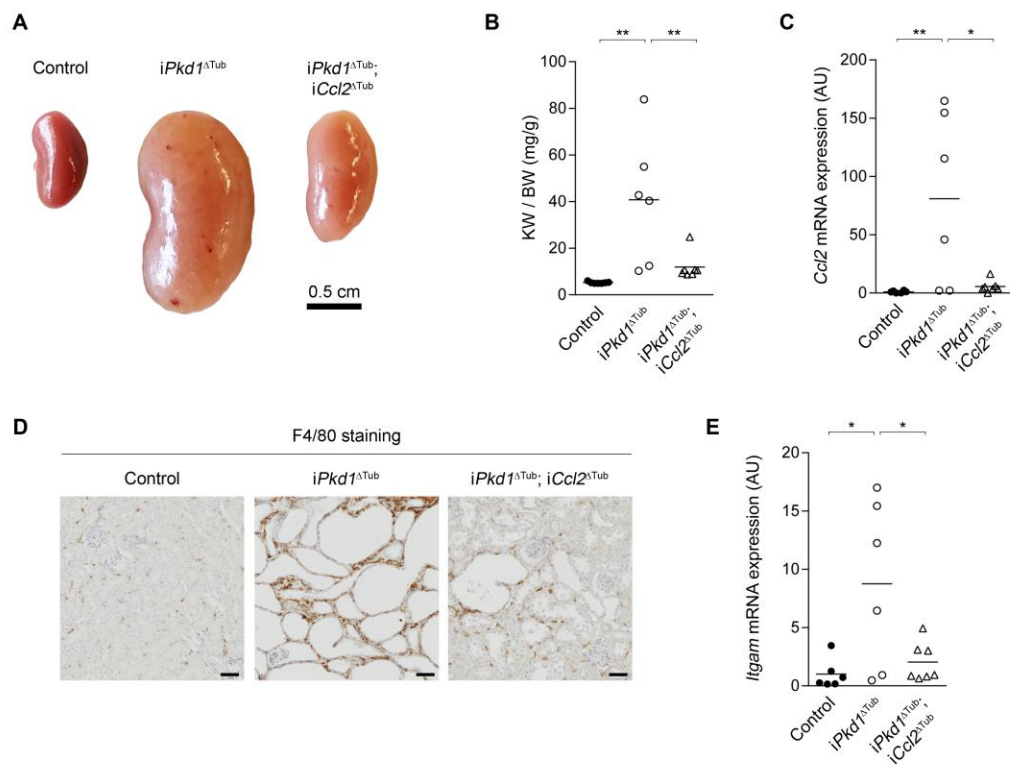 A
Control
iPkd1ΔTub
iPkd1ΔTub;
iCcl2ΔTub
0.5 cm
B
** **
KW / BW (mg/g)
100
80
60
40
20
0
Control
iPkd1ΔTub
iPkd1ΔTub;
iCcl2ΔTub
C
** *
Ccl2 mRNA expression (AU)
200
150
100
50
0
Control
iPkd1ΔTub
iPkd1ΔTub;
iCcl2ΔTub
D
F4/80 staining
Control
iPkd1ΔTub
iPkd1ΔTub; iCcl2ΔTub
E
* *
Itgam mRNA expression (AU)
20
15
10
5
0
Control
iPkd1ΔTub
iPkd1ΔTub;
iCcl2ΔTub